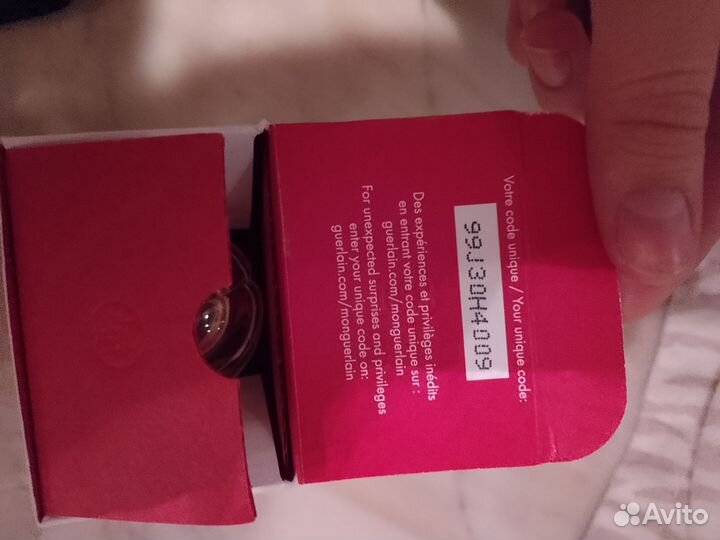 Votre code unique / Your unique code:
99J30H4009
Des expériences et privilèges inédits
en entrant votre code unique sur :
guerlain.com/monguerlain
For unexpected surprises and privileges
enter your unique code on:
guerlain.com/monguerlain
Avito